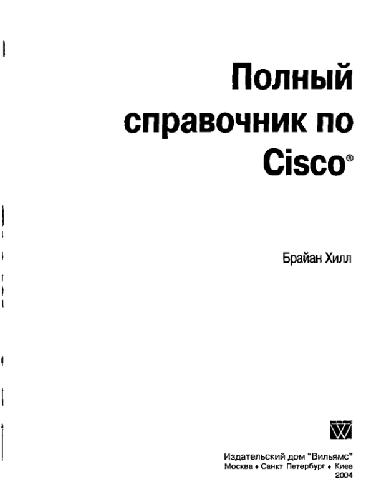 Полный
справочник по
Cisco®
Брайан Хилл
W
Издательский дом "Вильямс"
Москва • Санкт-Петербург • Киев
2004